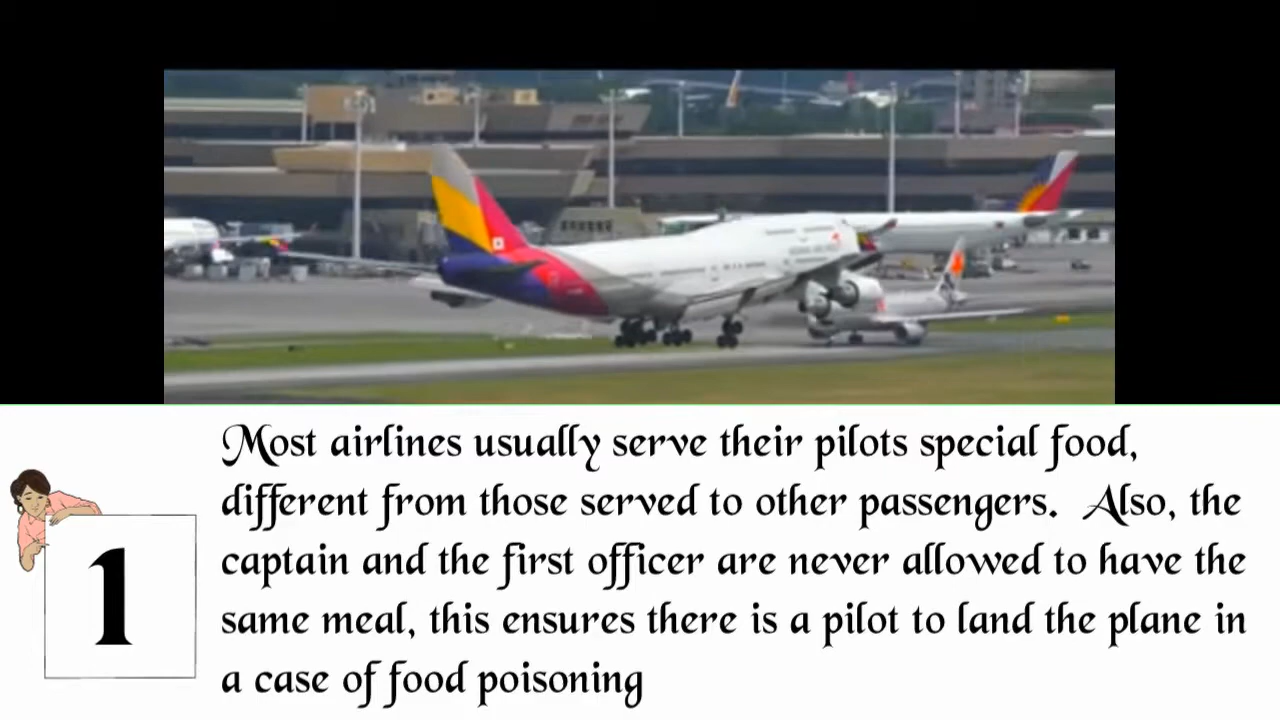 Most airlines usually serve their pilots special food,
different from those served to other passengers. Also, the
captain and the first officer are never allowed to have the
same meal, this ensures there is a pilot to land the plane in
a case of food poisoning
1